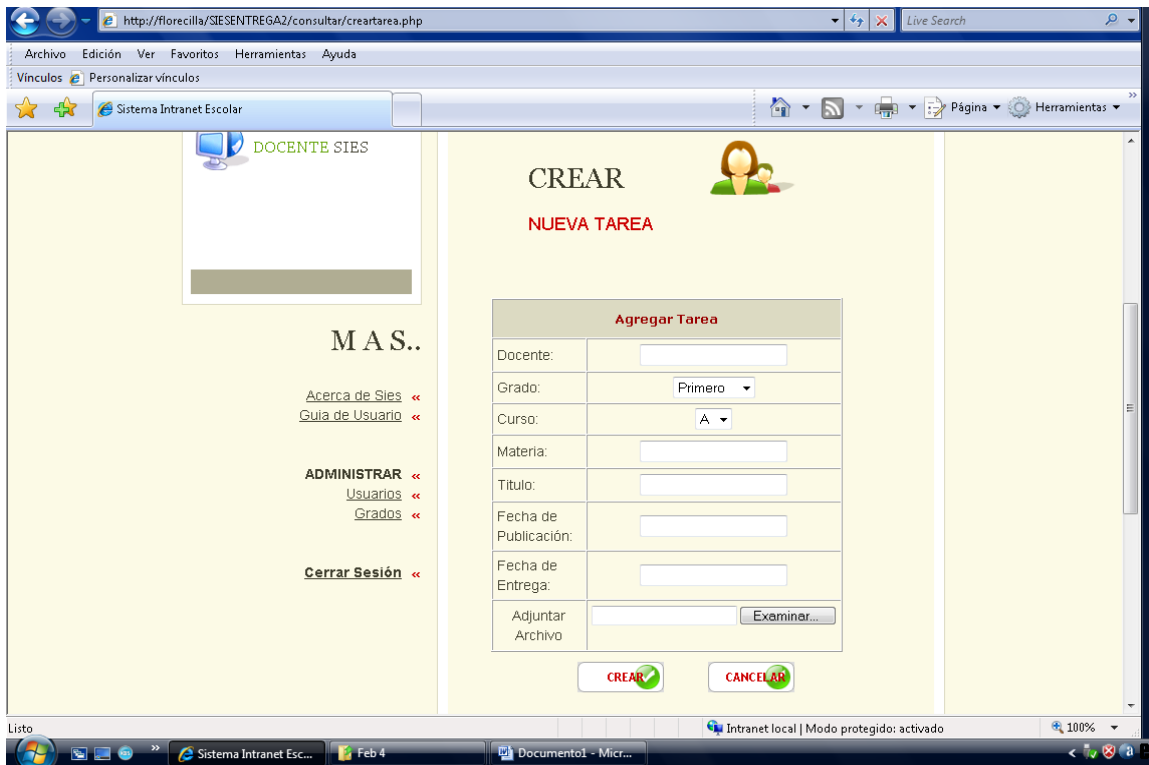 http://florecilla/SIESENTREGA2/consultar/creartarea.php
Live Search
Archivo Edición Ver Favoritos Herramientas Ayuda
Vínculos Personalizar vínculos
Sistema Intranet Escolar
Página Herramientas
DOCENTE SIES
CREAR
NUEVA TAREA
M A S..
Acerca de Sies «
Guia de Usuario «
ADMINISTRAR «
Usuarios «
Grados «
Cerrar Sesión «
Agregar Tarea
Docente:
Grado: Primero
Curso: A
Materia:
Titulo:
Fecha de
Publicación:
Fecha de
Entrega:
Adjuntar
Archivo
Examinar...
CREAR
CANCELAR
Listo
Intranet local | Modo protegido: activado
100%
Sistema Intranet Esc...
Feb 4
Documento1 - Micr...